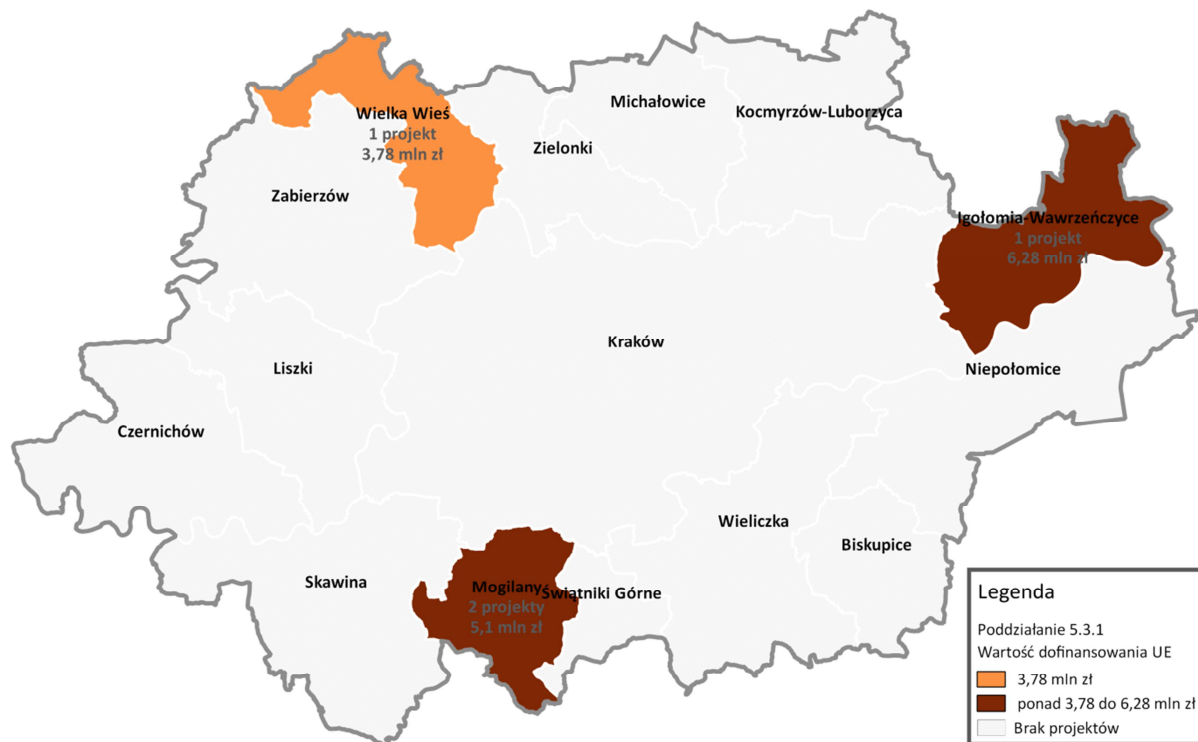 Michałowice
Kocmyrzów-Luborzyca
Wielka Wieś
1 projekt
3,78 mln zł
Zielonki
Zabierzów
Igołomia-Wawrzeńczyce
1 projekt
6,28 mln zł
Kraków
Liszki
Niepołomice
Czernichów
Wieliczka
Biskupice
Skawina
Mogilany
2 projekty
5,1 mln zł
Świątniki Górne
Legenda
Poddziałanie 5.3.1
Wartość dofinansowania UE
3,78 mln zł
ponad 3,78 do 6,28 mln zł
Brak projektów